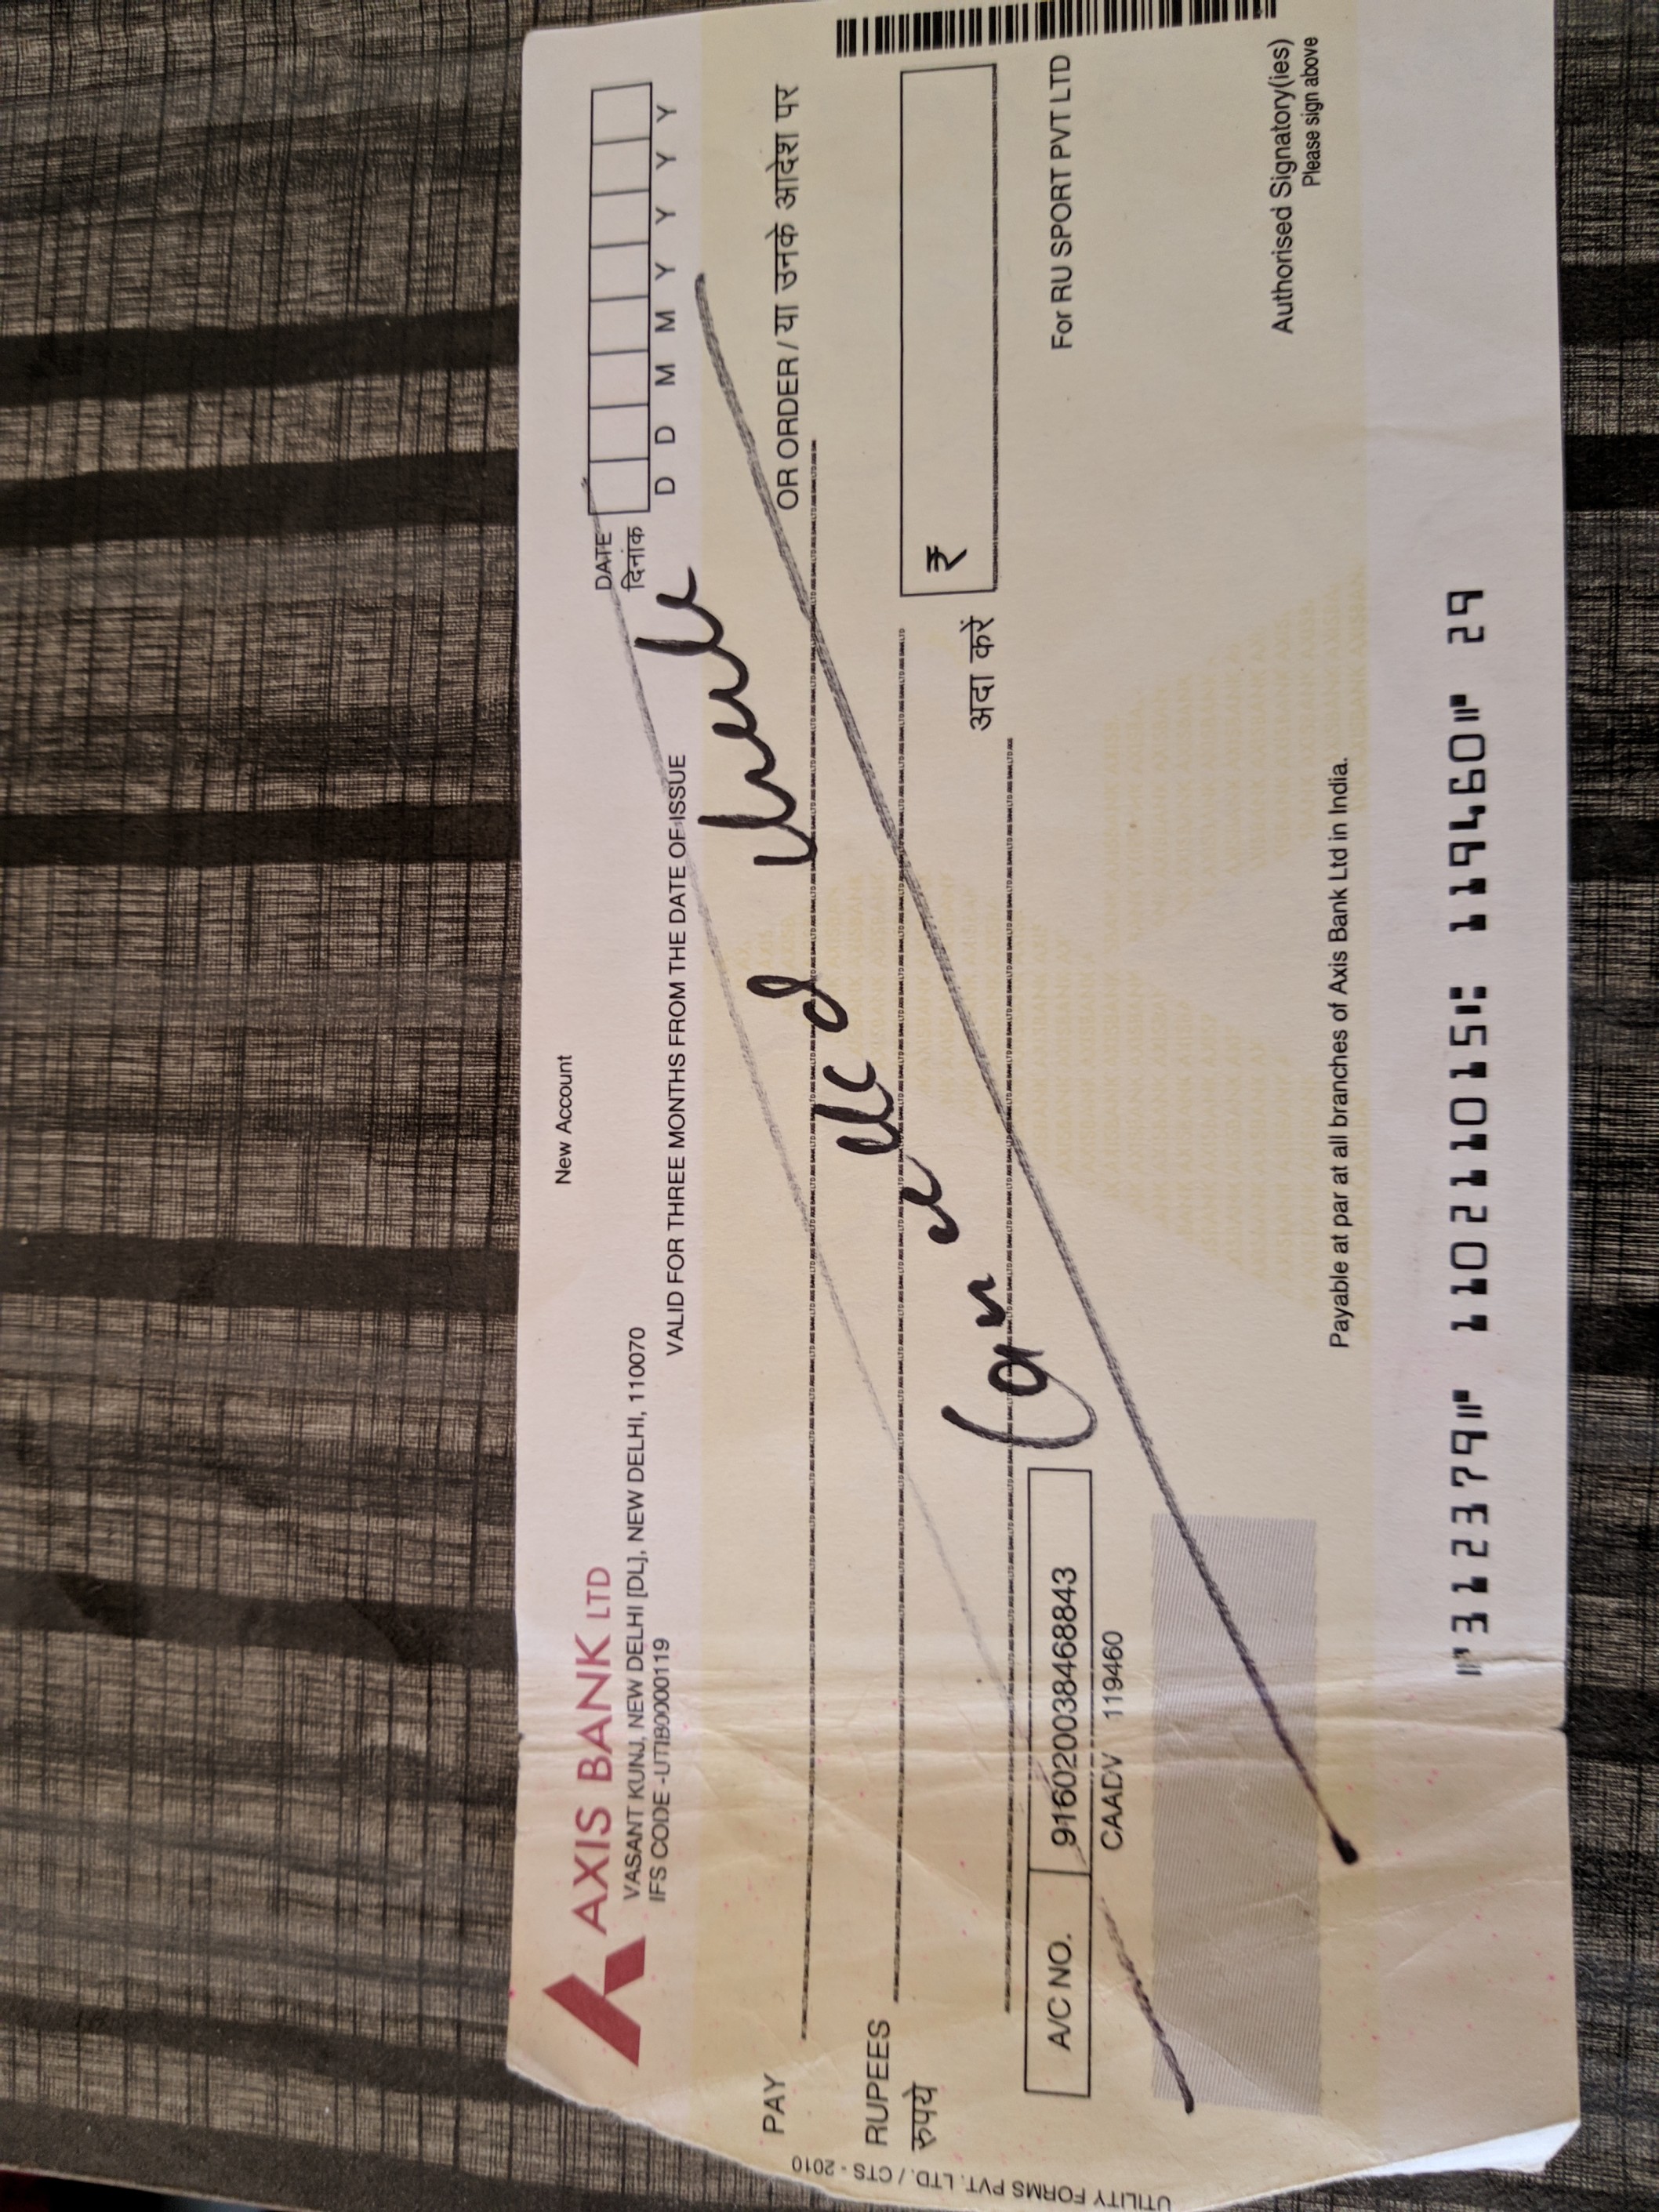 New Account
AXIS BANK LTD
VASANT KUNJ, NEW DELHI [DL], NEW DELHI, 110070
IFS CODE -UTIB0000119
VALID FOR THREE MONTHS FROM THE DATE OF ISSUE
DATE
दिनांक
D D M M Y Y Y Y
PAY
OR ORDER / या उनके आदेश पर
RUPEES
रुपये
अदा करें
₹
Cancelled
A/C NO. 916020038468843
CAADV 119460
For RU SPORT PVT LTD
Authorised Signatory(ies)
Please sign above
Payable at par at all branches of Axis Bank Ltd in India.
⑈312379⑈ 110211015⑆ 119460⑈ 29
UTILITY FORMS PVT. LTD. / CTS - 2010